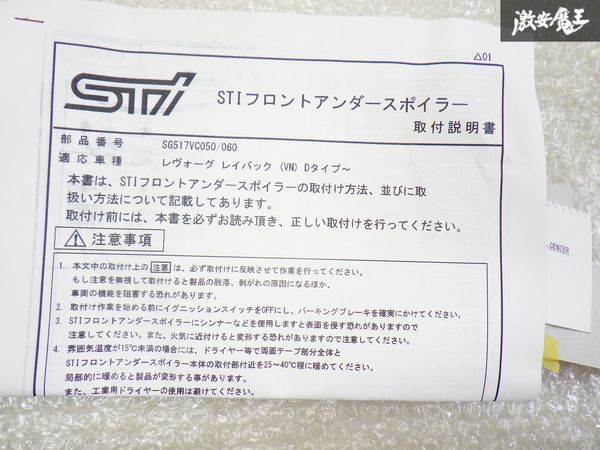 激安魔王
△01
STI
STIフロントアンダースポイラー
取付説明書
部品番号 SG517VC050/060
適応車種 レヴォーグ レイバック (VN) Dタイプ～
本書は、STIフロントアンダースポイラーの取付け方法、並びに取
扱い方法について記載してあります。
取付け前には、本書を必ずお読み頂き、正しい取付けを行ってください。
注意事項
1. 本文中の取付け上の 注意 は、必ず取付けに反映させて作業を行ってください。
もし注意を無視して取付けると製品の脱落、剥がれの原因になるほか、
車両の機能を阻害する恐れがあります。
2. 取付け作業を始める前にイグニションスイッチをOFFにし、パーキングブレーキを確実にかけてください。
3. STIフロントアンダースポイラーにシンナーなどを使用しますと表面を侵す恐れがありますので
注意してください。また、火気に近付けると変形する恐れがありますので注意してください。
4. 雰囲気温度が15℃未満の場合には、ドライヤー等で両面テープ部分全体と
STIフロントアンダースポイラー本体の取付部付近を25～40℃程に暖めてください。
局部的に暖めると製品が変形する事があります。
また、工業用ドライヤーの使用は避けてください。
CENTER